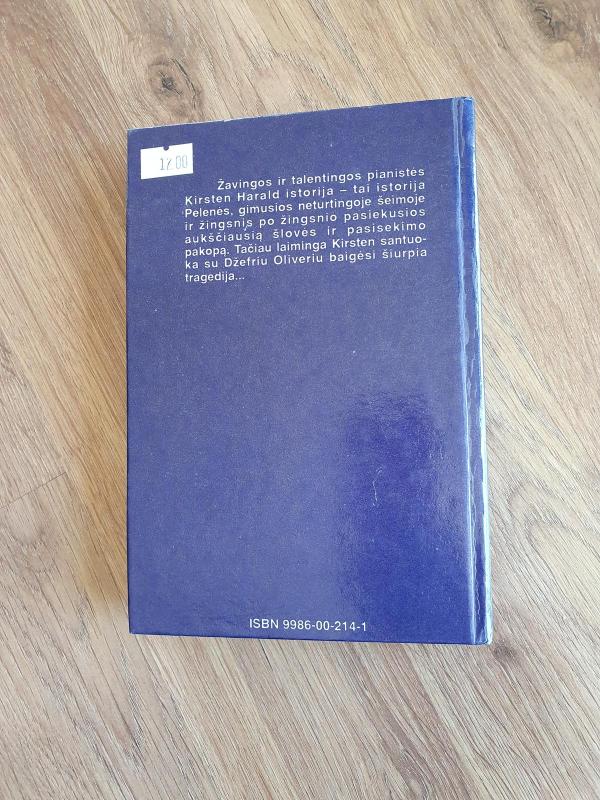 12.00
Žavingos ir talentingos pianistės
Kirsten Harald istorija – tai istorija
Pelenės, gimusios neturtingoje šeimoje
ir žingsnis po žingsnio pasiekusios
aukščiausią šlovės ir pasisekimo
pakopą. Tačiau laiminga Kirsten santuo-
ka su Džefriu Oliveriu baigėsi šiurpia
tragedija...
ISBN 9986-00-214-1